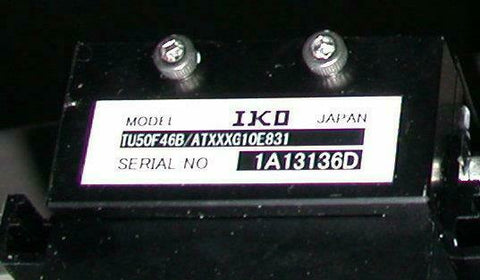 MODEL IKO JAPAN
TU50F46B/ATXXXG10E831
SERIAL NO 1A13136D